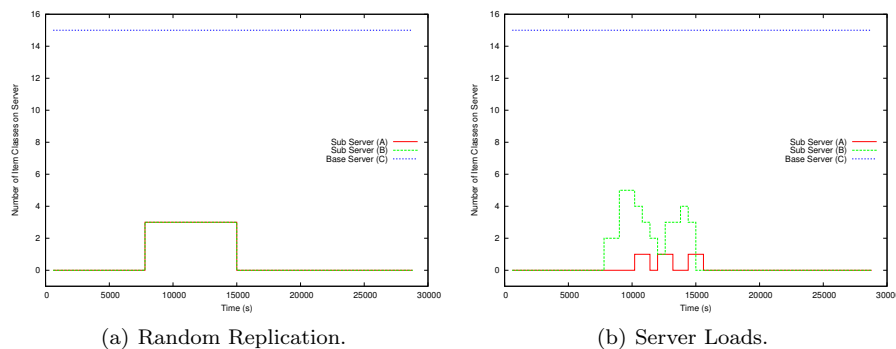 16
14
12
10
8
6
4
2
0
Number of Item Classes on Server
Sub Server (A)
Sub Server (B)
Base Server (C)
0 5000 10000 15000 20000 25000 30000
Time (s)
(a) Random Replication.
16
14
12
10
8
6
4
2
0
Number of Item Classes on Server
Sub Server (A)
Sub Server (B)
Base Server (C)
0 5000 10000 15000 20000 25000 30000
Time (s)
(b) Server Loads.